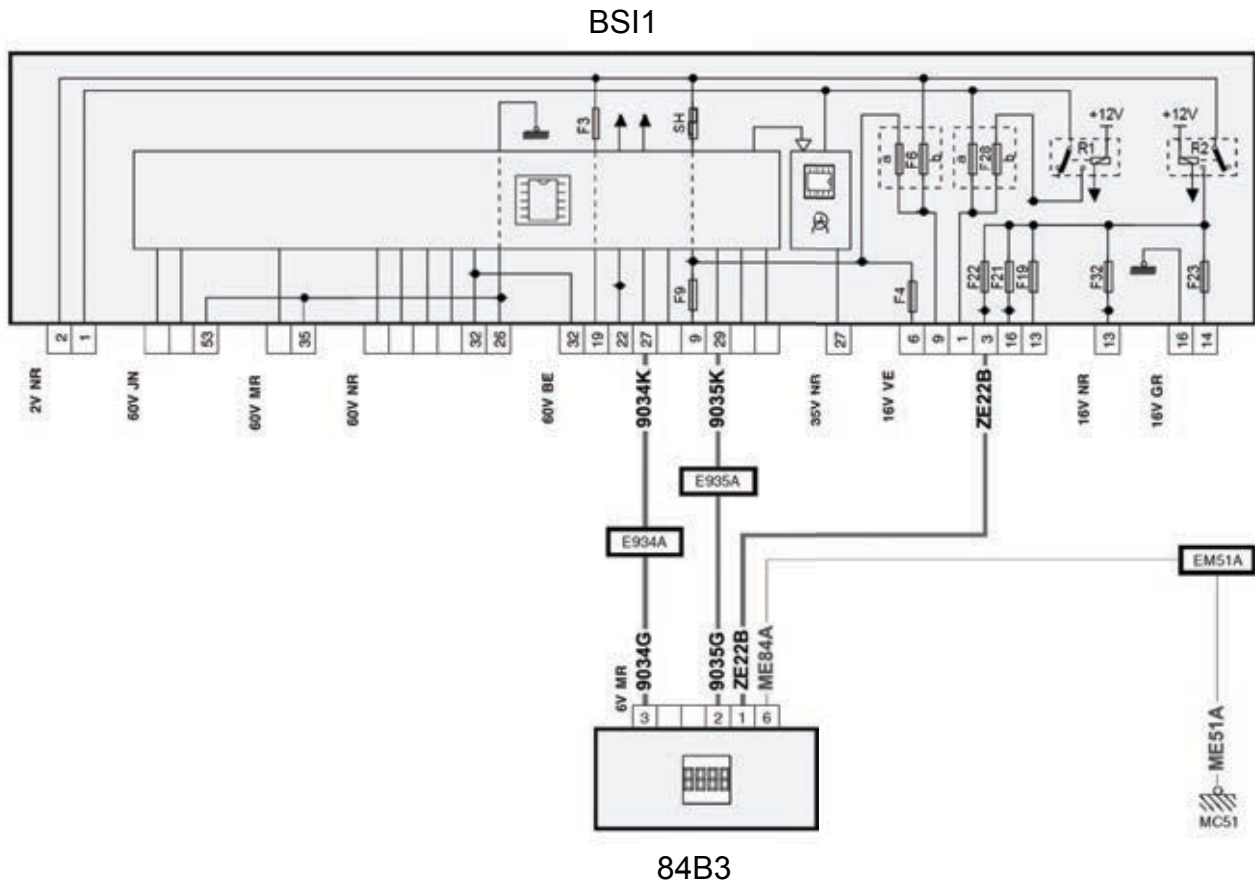 BSI1
F3
SH
a
F6
b
a
F28
b
+12V
R1
+12V
R2
F9
F4
F22
F21
F19
F32
F23
2 1 53 35 32 26 32 19 22 27 9 29 27 6 9 1 3 16 13 13 16 14
2V NR
60V JN
60V MR
60V NR
60V BE
9034K
9035K
35V NR
16V VE
ZE22B
16V NR
16V GR
E935A
E934A
EM51A
6V MR
9034G
9035G
ZE22B
ME84A
ME51A
3 2 1 6
MC51
84B3